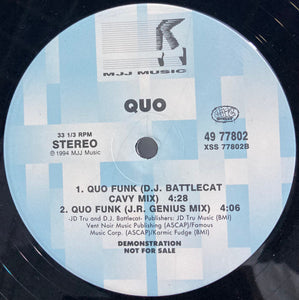 MJJ MUSIC
QUO
33 1/3 RPM
STEREO
℗ 1994 MJJ Music
49 77802
XSS 77802B
1. QUO FUNK (D.J. BATTLECAT
CAVY MIX) 4:28
2. QUO FUNK (J.R. GENIUS MIX) 4:06
-JD Tru and D.J. Battlecat- Publishers: JD Tru Music (BMI)
Vent Noir Music Publishing (ASCAP)/Famous
Music Corp. (ASCAP)/Karmic Fudge (BMI)
DEMONSTRATION
NOT FOR SALE